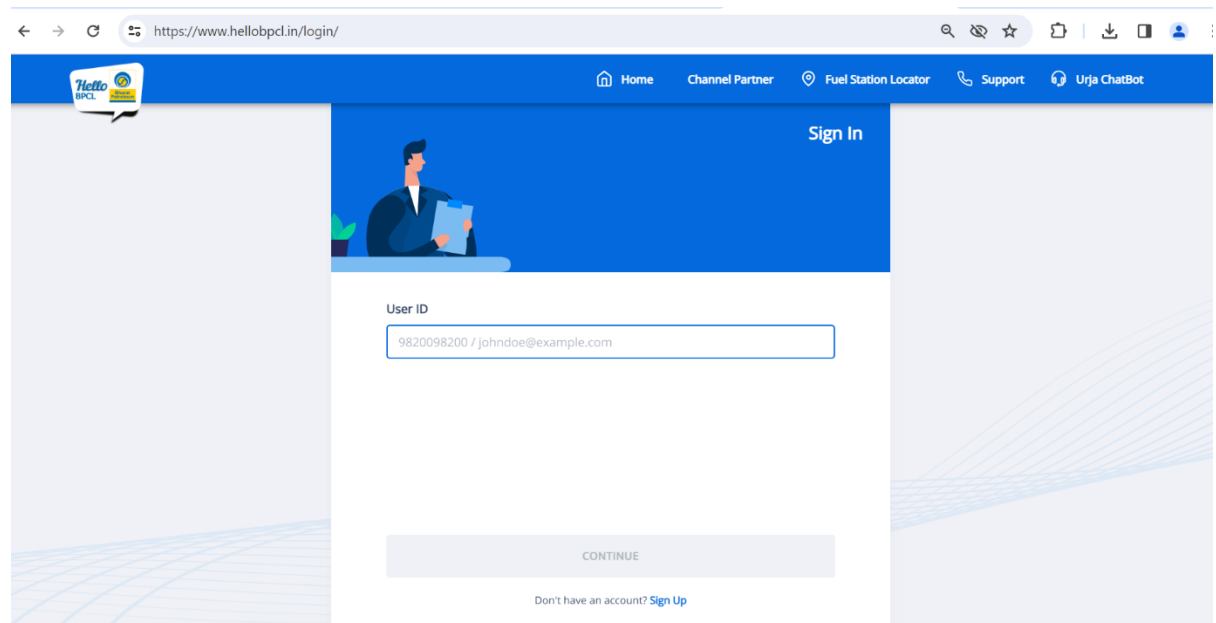 https://www.hellobpcl.in/login/
Hello
BPCL
Home Channel Partner Fuel Station Locator Support Urja ChatBot
Sign In
User ID
9820098200 / johndoe@example.com
CONTINUE
Don't have an account? Sign Up